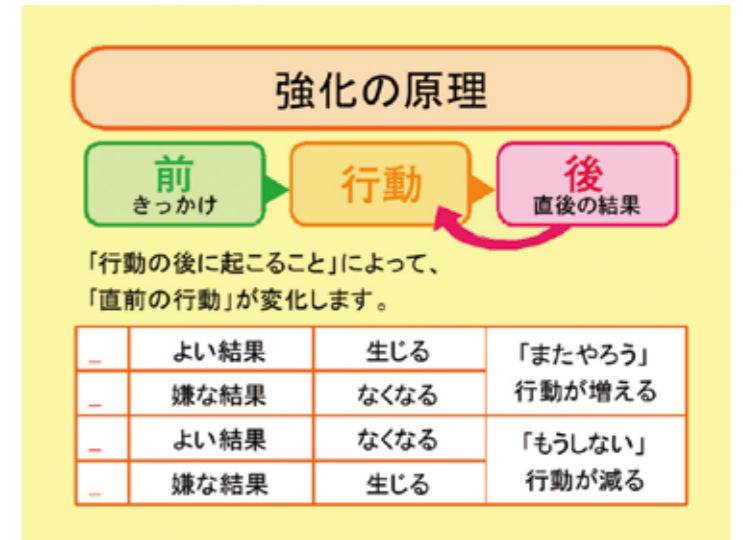 強化の原理
前 行動 後
きっかけ 直後の結果
「行動の後に起こること」によって、
「直前の行動」が変化します。
_ よい結果 生じる 「またやろう」
_ 嫌な結果 なくなる 行動が増える
_ よい結果 なくなる 「もうしない」
_ 嫌な結果 生じる 行動が減る